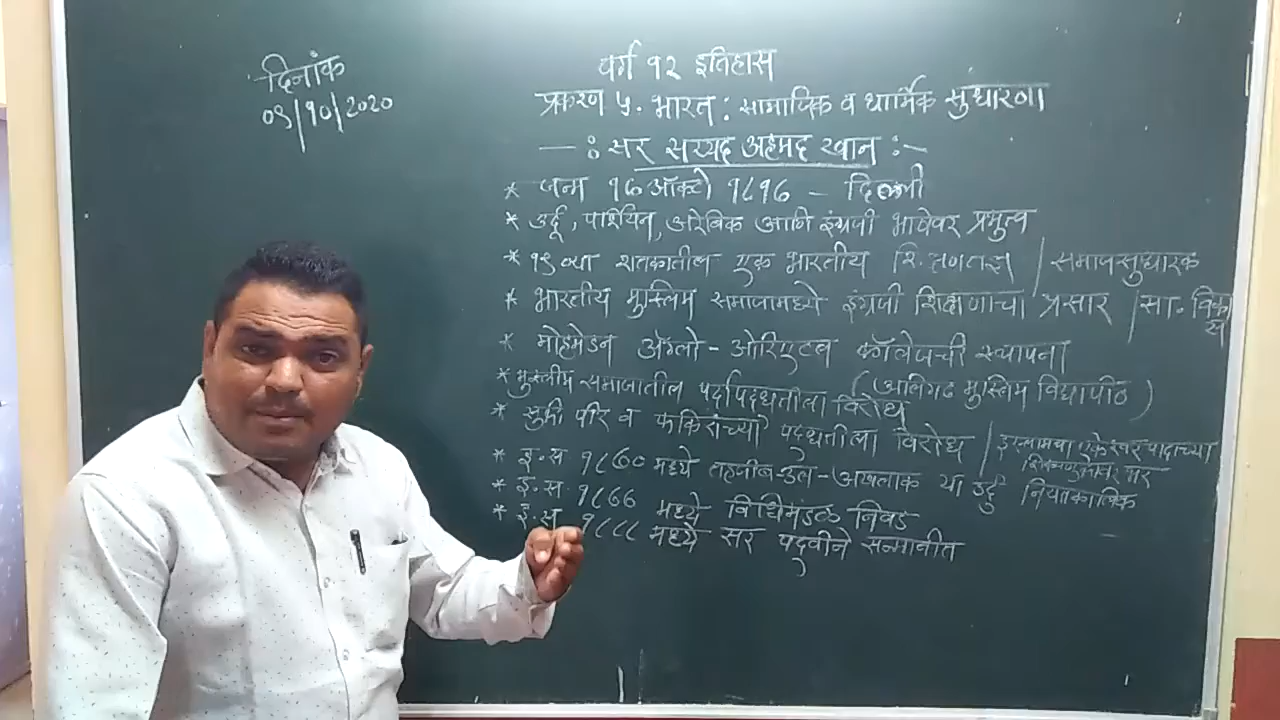 दिनांक
०९/१०/2020
वर्ग १२ इतिहास
प्रकरण ५. भारत : सामाजिक व धार्मिक सुधारणा
—: सर सय्यद अहमद खान :—
* जन्म १७ ऑक्टो १८१७ – दिल्ली
* उर्दू, पार्शियन, अरेबिक आणि इंग्रजी भाषेवर प्रभुत्व
* १९ व्या शतकातील एक भारतीय शिक्षणतज्ञ / समाजसुधारक
* भारतीय मुस्लिम समाजामध्ये इंग्रजी शिक्षणाचा प्रसार / सा. विकास
* मोहमेडन अँग्लो – ओरिएंटल कॉलेजची स्थापना
(अलिगढ मुस्लिम विद्यापीठ)
* मुस्लीम समाजातील पर्दापद्धतीला विरोध
* सुफी पीर व फकिरांच्या पद्धतीला विरोध / इस्लामचा एकेश्वरवादाच्या
* इ.स १८७० मध्ये तहजीब-उल-अखलाक या उर्दू नियतकालिक
* इ.स. १८७७ मध्ये विधिमंडळ निवड
* इ.स. १८८८ मध्ये सर पदवीने सन्मानीत